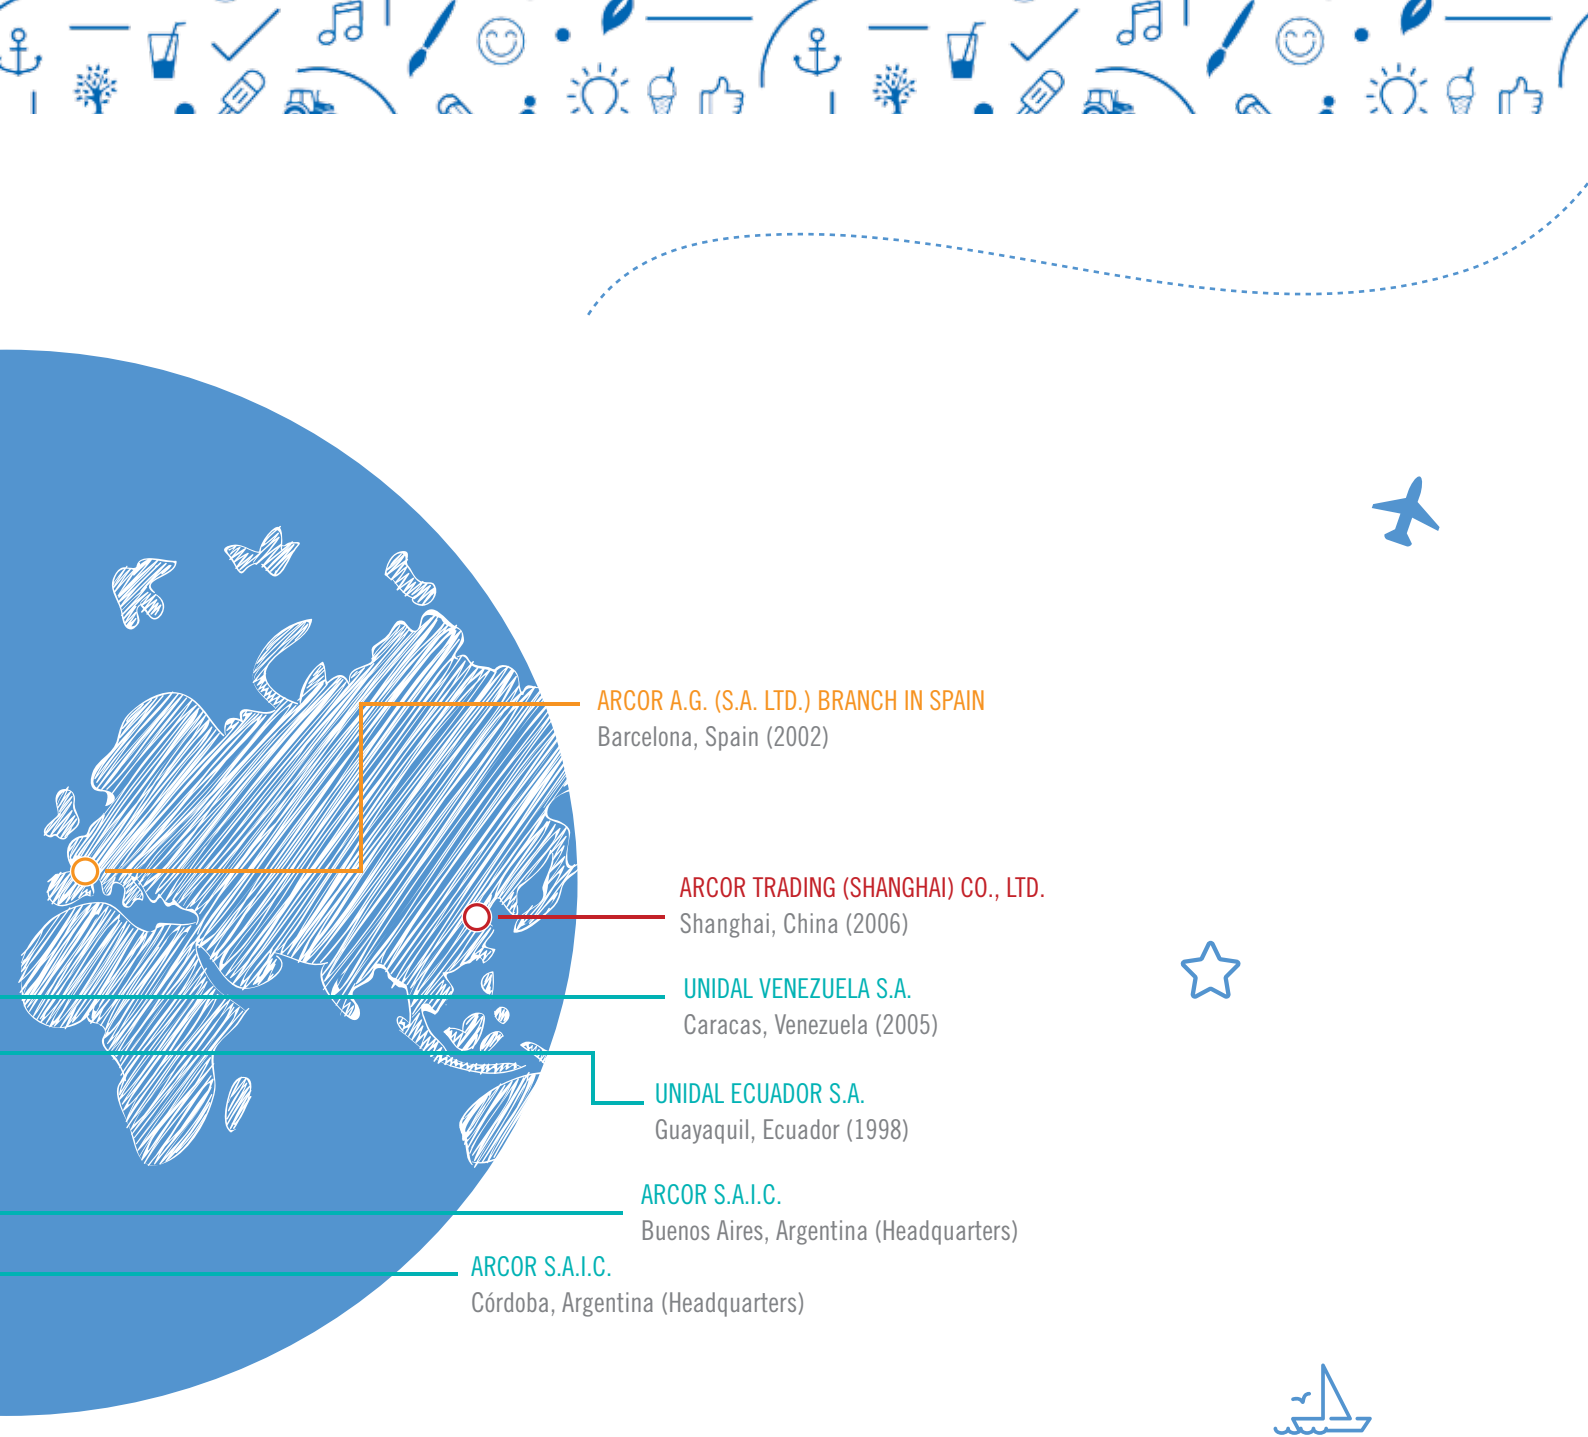 ARCOR A.G. (S.A. LTD.) BRANCH IN SPAIN
Barcelona, Spain (2002)
ARCOR TRADING (SHANGHAI) CO., LTD.
Shanghai, China (2006)
UNIDAL VENEZUELA S.A.
Caracas, Venezuela (2005)
UNIDAL ECUADOR S.A.
Guayaquil, Ecuador (1998)
ARCOR S.A.I.C.
Buenos Aires, Argentina (Headquarters)
ARCOR S.A.I.C.
Córdoba, Argentina (Headquarters)